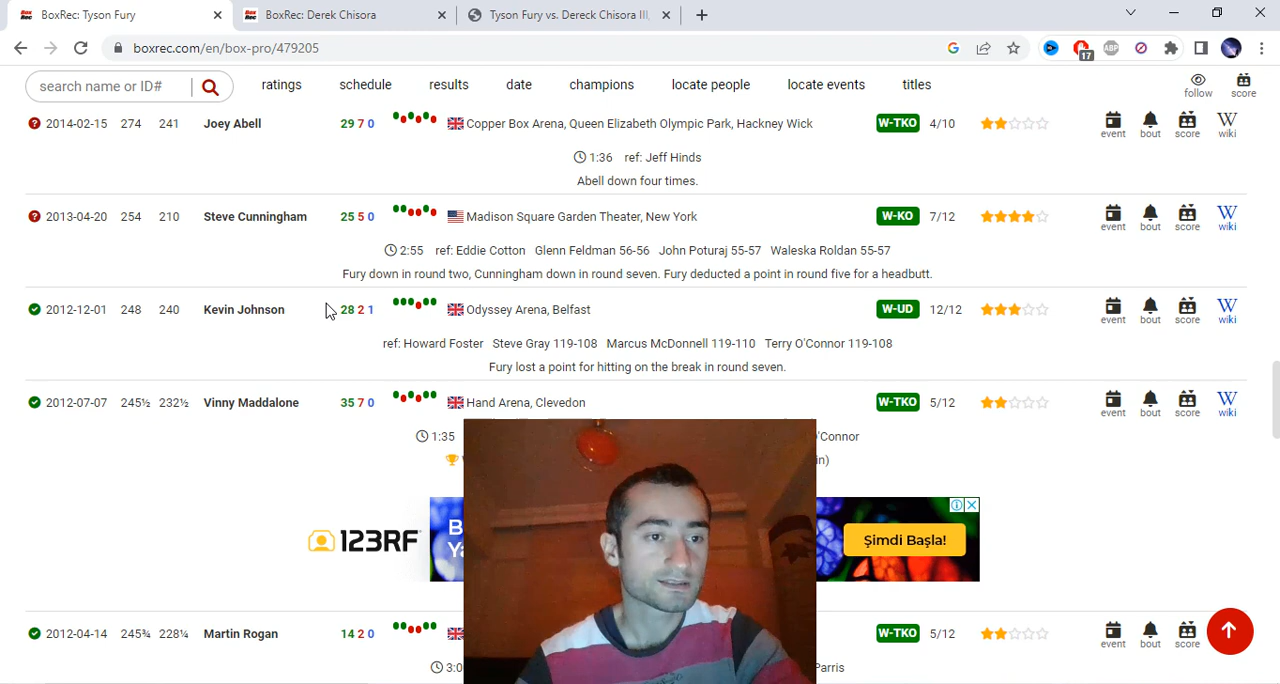 BoxRec: Tyson Fury
BoxRec: Derek Chisora
Tyson Fury vs. Dereck Chisora III,
boxrec.com/en/box-pro/479205
17
ABP
search name or ID#
ratings
schedule
results
date
champions
locate people
locate events
titles
follow
score
2014-02-15 274 241 Joey Abell 29 7 0 Copper Box Arena, Queen Elizabeth Olympic Park, Hackney Wick W-TKO 4/10 event bout score wiki
1:36 ref: Jeff Hinds
Abell down four times.
2013-04-20 254 210 Steve Cunningham 25 5 0 Madison Square Garden Theater, New York W-KO 7/12 event bout score wiki
2:55 ref: Eddie Cotton Glenn Feldman 56-56 John Poturaj 55-57 Waleska Roldan 55-57
Fury down in round two, Cunningham down in round seven. Fury deducted a point in round five for a headbutt.
2012-12-01 248 240 Kevin Johnson 28 2 1 Odyssey Arena, Belfast W-UD 12/12 event bout score wiki
ref: Howard Foster Steve Gray 119-108 Marcus McDonnell 119-110 Terry O'Connor 119-108
Fury lost a point for hitting on the break in round seven.
2012-07-07 245½ 232½ Vinny Maddalone 35 7 0 Hand Arena, Clevedon W-TKO 5/12 event bout score wiki
1:35 O'Connor
in)
123RF
Şimdi Başla!
2012-04-14 245¾ 228¼ Martin Rogan 14 2 0 W-TKO 5/12 event bout score wiki
3:0 Parris